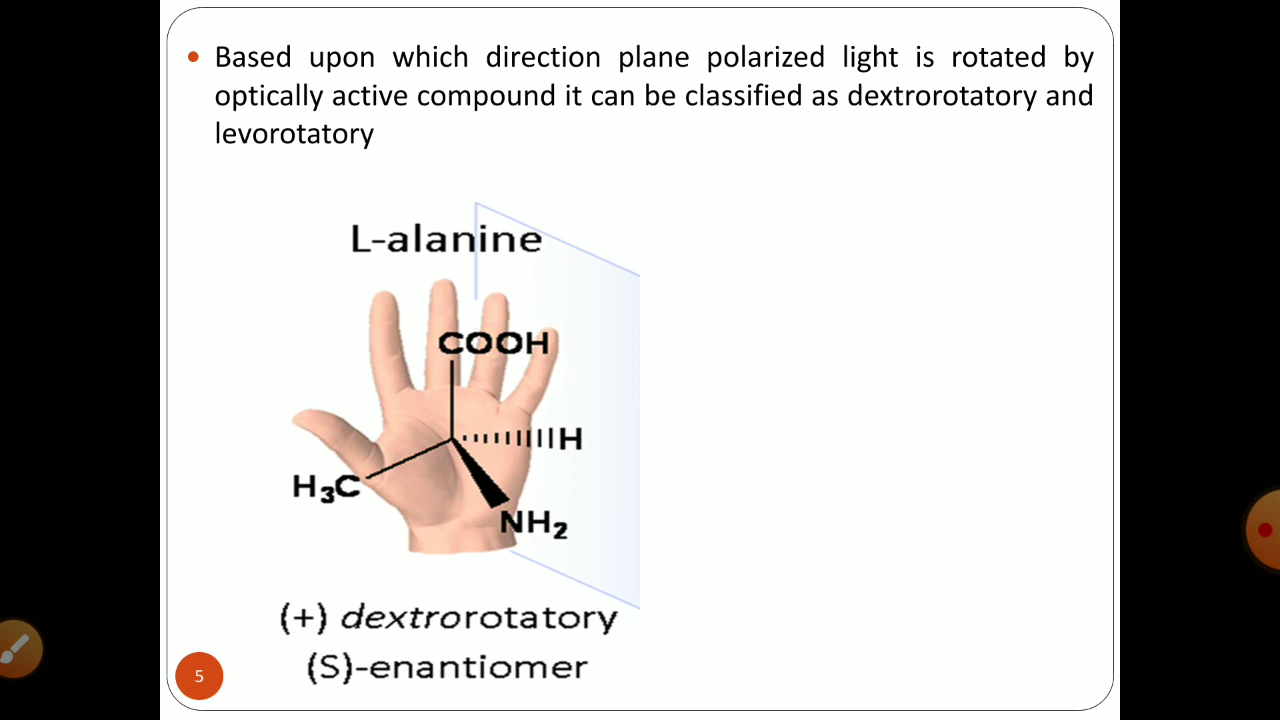 Based upon which direction plane polarized light is rotated by
optically active compound it can be classified as dextrorotatory and
levorotatory
L-alanine
COOH
H
H₃C
NH₂
(+) dextrorotatory
(S)-enantiomer
5